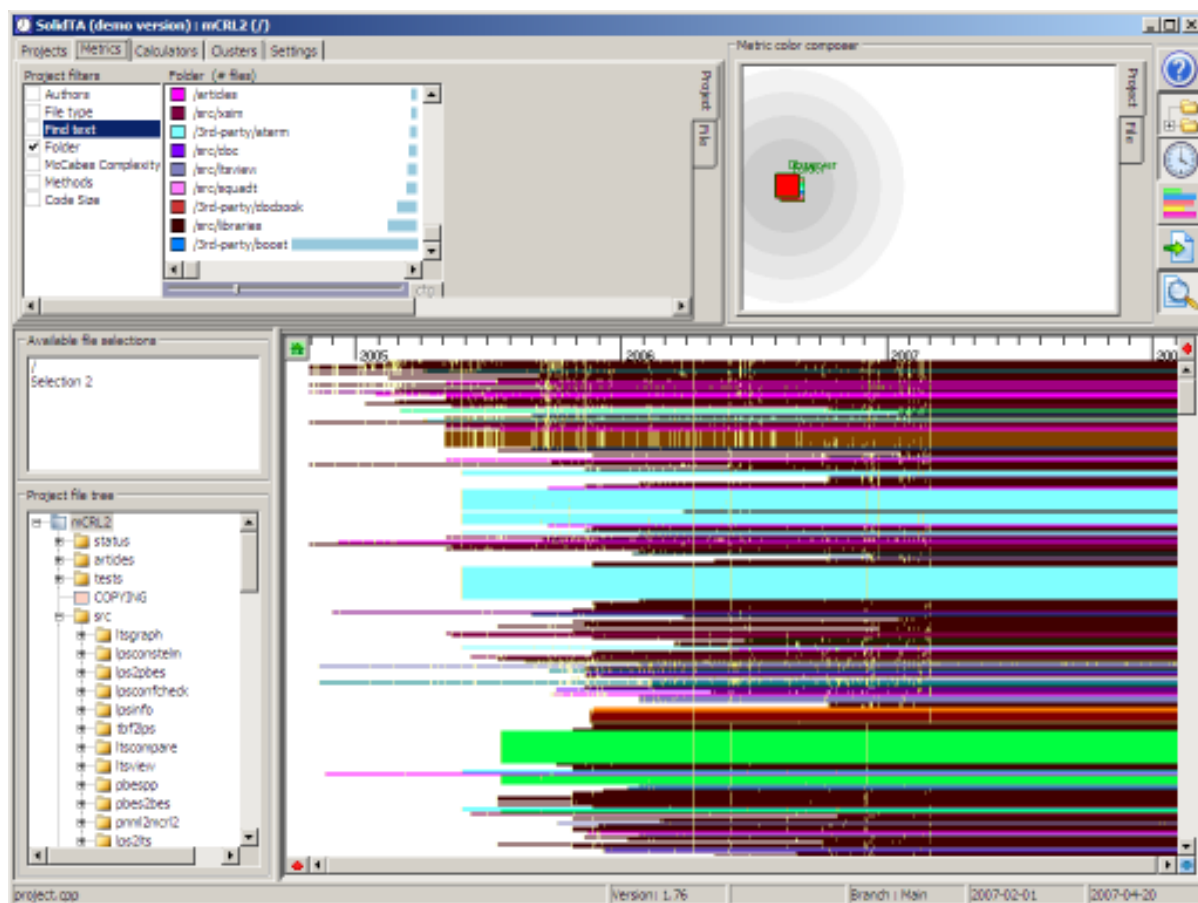 SolidTA (demo version) : mCRL2 (/)
Projects Metrics Calculators Clusters Settings
Project filters
Authors
File type
Find text
Folder
McCabes Complexity
Methods
Code Size
Folder (# files)
/articles
/src/xsim
/3rd-party/aterm
/src/doc
/src/ltsview
/src/squadt
/3rd-party/docbook
/src/libraries
/3rd-party/boost
Project
File
Metric color composer
Observer
Project
File
Available file selections
/
Selection 2
Project file tree
mCRL2
status
articles
tests
COPYING
src
ltsgraph
lpsconstelm
lps2pbes
lpsconfcheck
lpsinfo
tbf2lps
ltscompare
ltsview
pbespp
pbes2bes
pnml2mcrl2
lps2lts
2005 2006 2007 200
project.cpp
Version: 1.76
Branch : Main
2007-02-01
2007-04-20